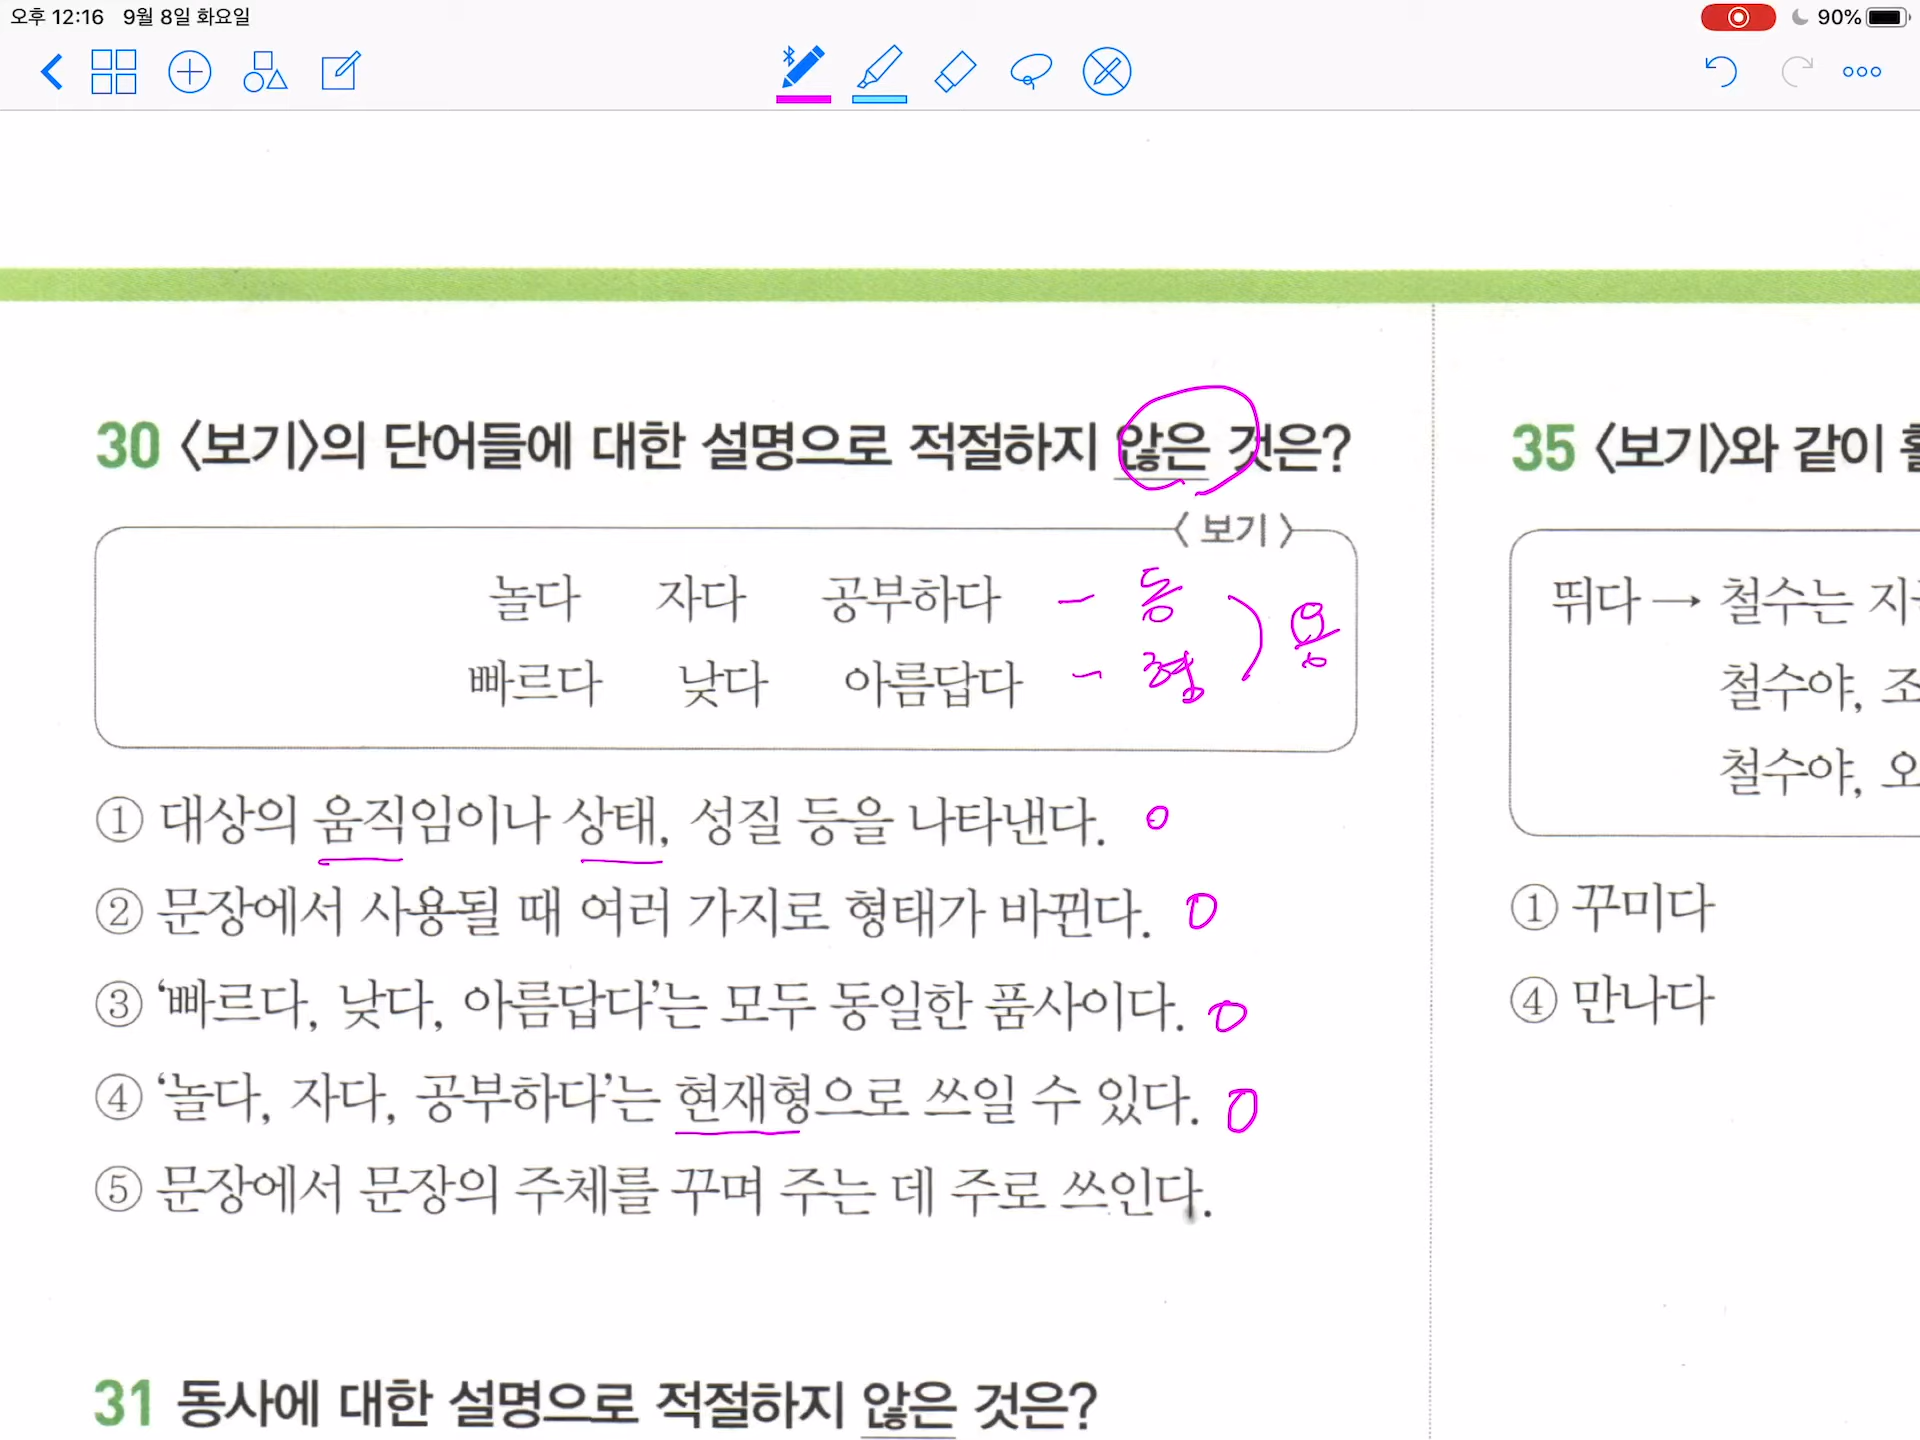 오후 12:16 9월 8일 화요일
90%
30 〈보기〉의 단어들에 대한 설명으로 적절하지 않은 것은?
〈 보기 〉
놀다 자다 공부하다 - 동
빠르다 낮다 아름답다 - 형
용
① 대상의 움직임이나 상태, 성질 등을 나타낸다. o
② 문장에서 사용될 때 여러 가지로 형태가 바뀐다. O
③ ‘빠르다, 낮다, 아름답다’는 모두 동일한 품사이다. O
④ ‘놀다, 자다, 공부하다’는 현재형으로 쓰일 수 있다. O
⑤ 문장에서 문장의 주체를 꾸며 주는 데 주로 쓰인다.
31 동사에 대한 설명으로 적절하지 않은 것은?
35 〈보기〉와 같이
뛰다 → 철수는
철수야,
철수야,
① 꾸미다
④ 만나다